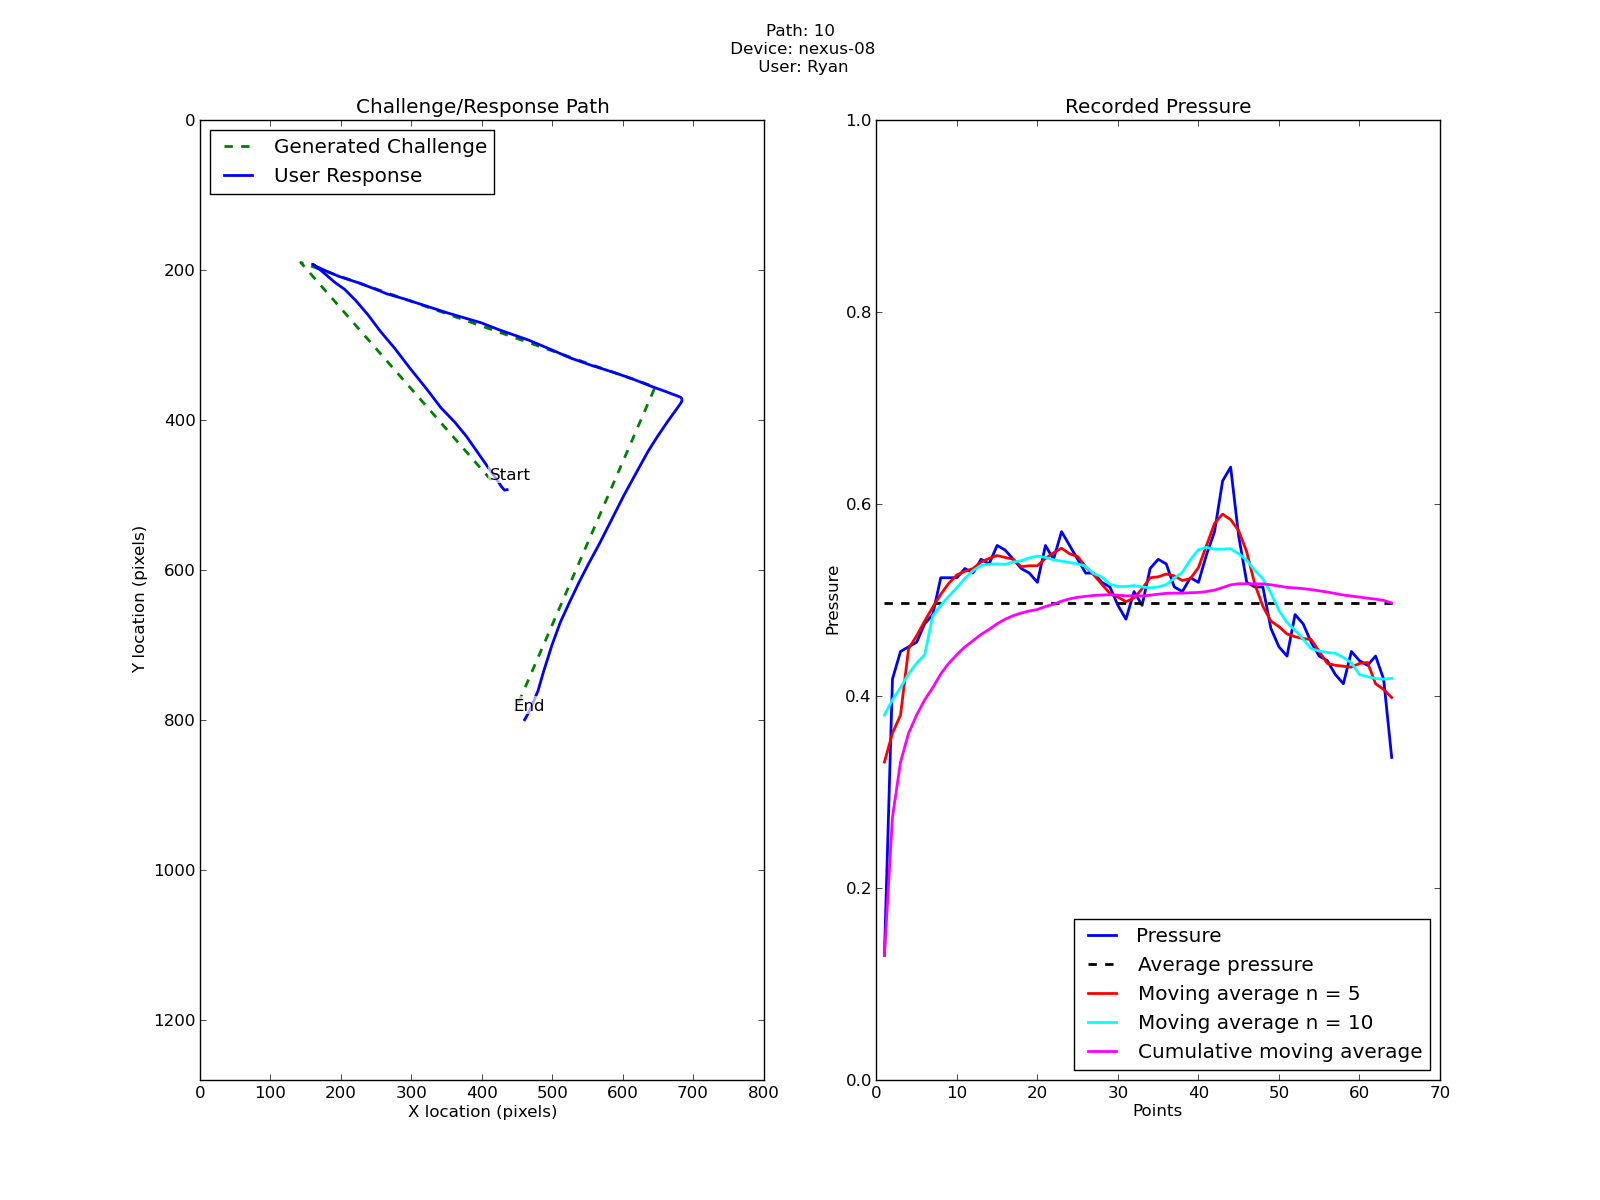 Path: 10
Device: nexus-08
User: Ryan
Challenge/Response Path
Generated Challenge
User Response
0
200
400
600
800
1000
1200
Y location (pixels)
Start
End
0 100 200 300 400 500 600 700 800
X location (pixels)
Recorded Pressure
1.0
0.8
0.6
0.4
0.2
0.0
Pressure
Pressure
Average pressure
Moving average n = 5
Moving average n = 10
Cumulative moving average
0 10 20 30 40 50 60 70
Points